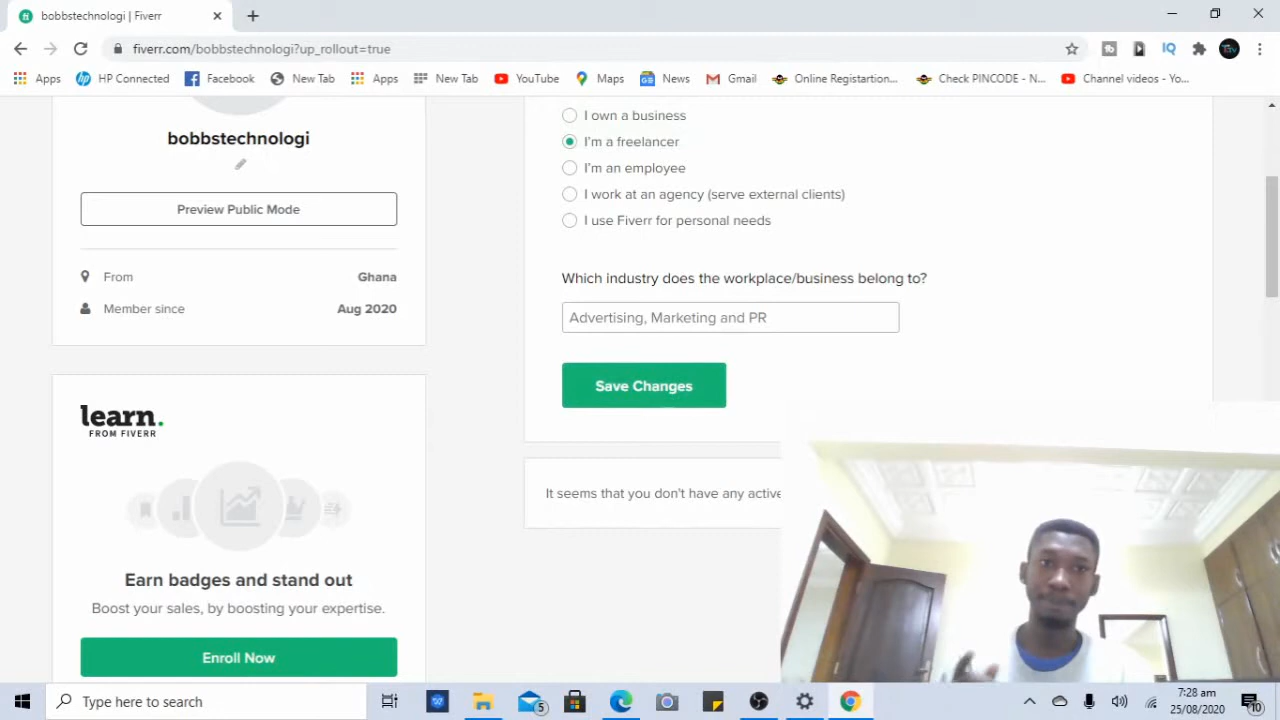 bobbstechnologi | Fiverr
fiverr.com/bobbstechnologi?up_rollout=true
Apps
HP Connected
Facebook
New Tab
Apps
New Tab
YouTube
Maps
News
Gmail
Online Registartion...
Check PINCODE - N...
Channel videos - Yo...
bobbstechnologi
Preview Public Mode
From Ghana
Member since Aug 2020
learn.
FROM FIVERR
Earn badges and stand out
Boost your sales, by boosting your expertise.
Enroll Now
I own a business
I'm a freelancer
I'm an employee
I work at an agency (serve external clients)
I use Fiverr for personal needs
Which industry does the workplace/business belong to?
Advertising, Marketing and PR
Save Changes
It seems that you don't have any active
Type here to search
5
7:28 am
25/08/2020
10